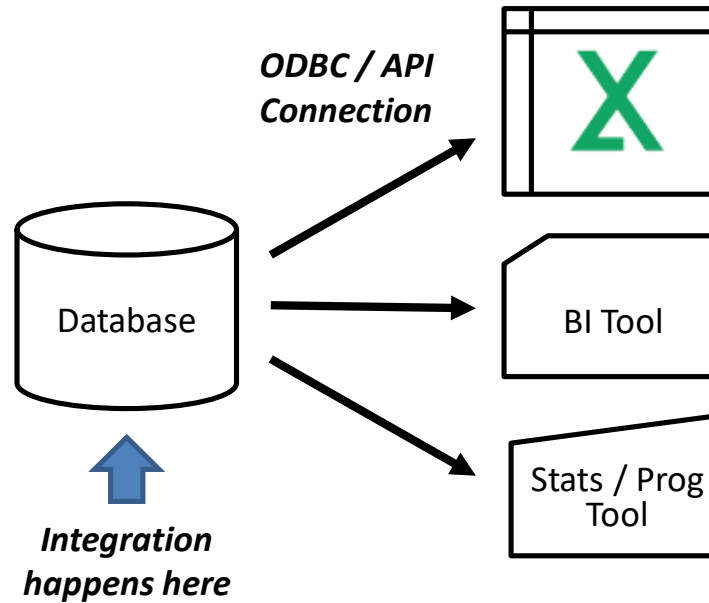 ODBC / API
Connection
Database
BI Tool
Stats / Prog
Tool
Integration
happens here